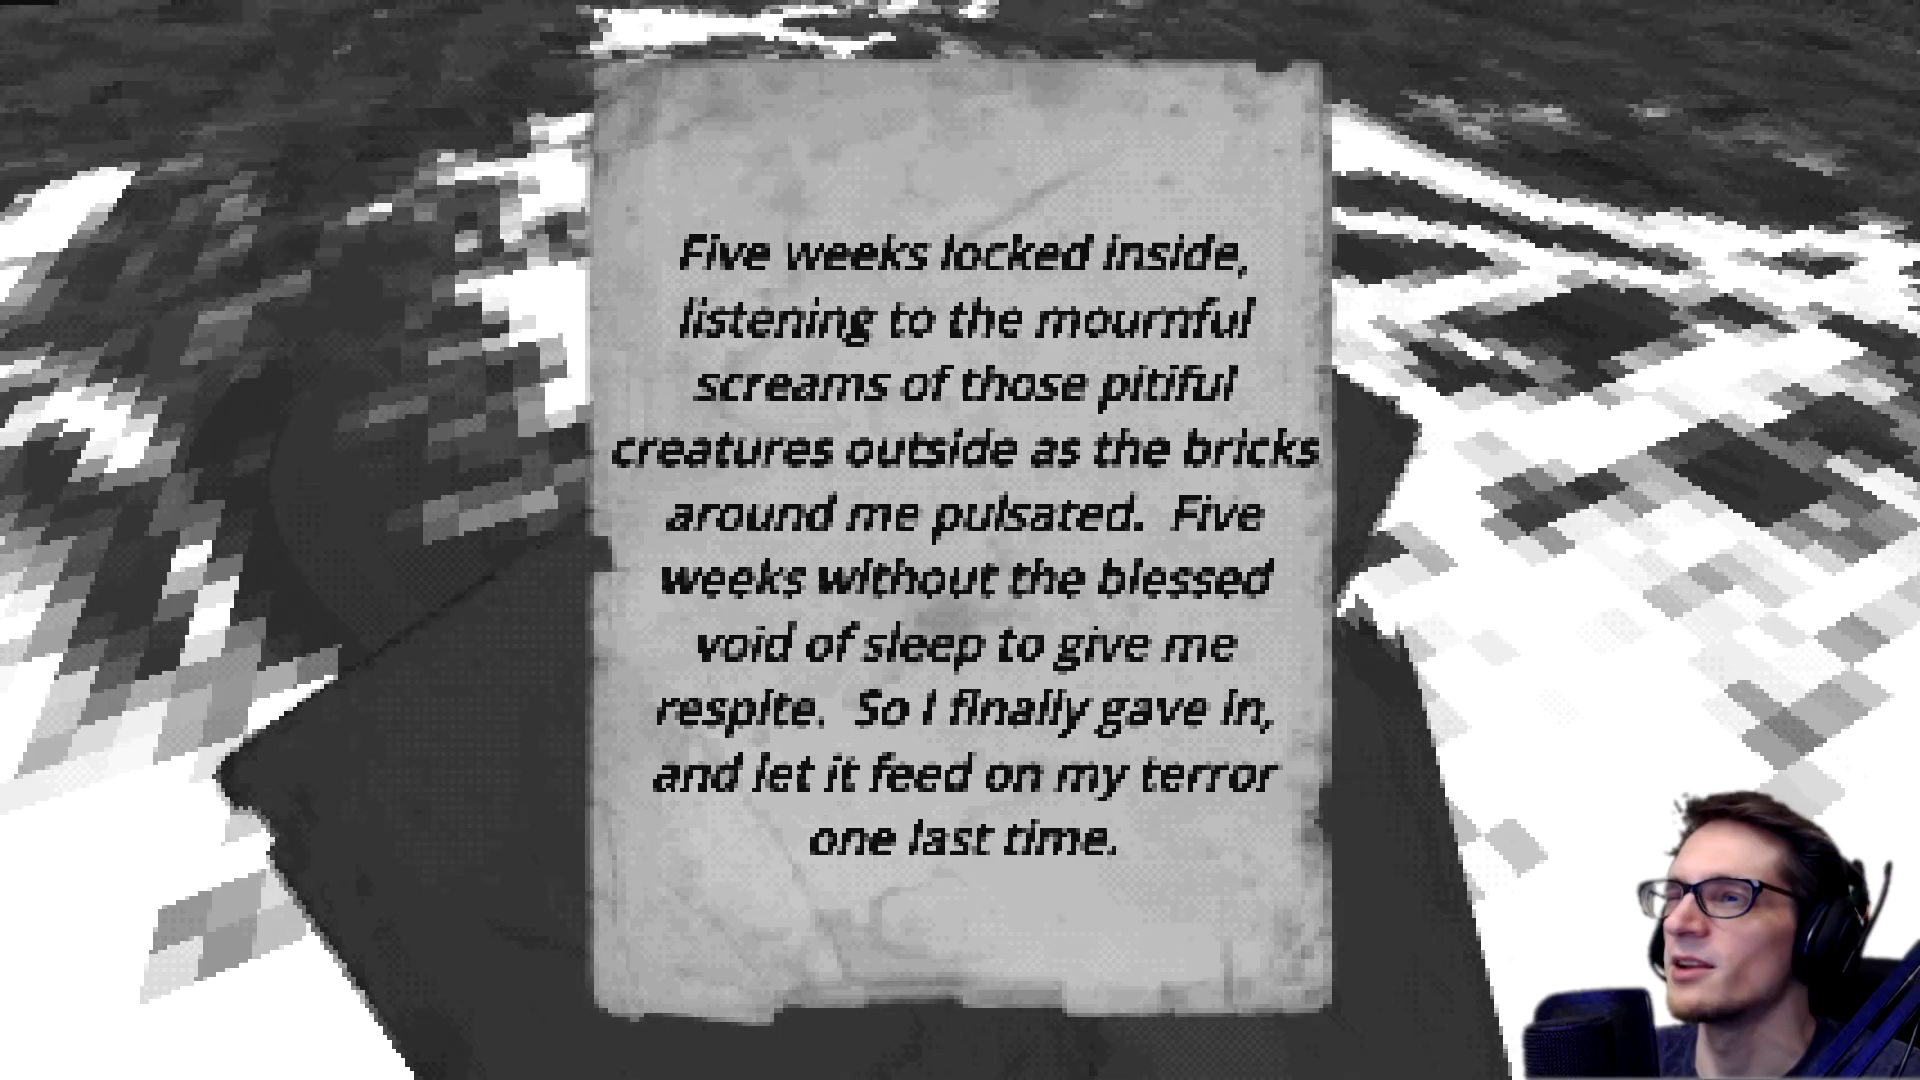 Five weeks locked inside,
listening to the mournful
screams of those pitiful
creatures outside as the bricks
around me pulsated.  Five
weeks without the blessed
void of sleep to give me
respite.  So I finally gave in,
and let it feed on my terror
one last time.